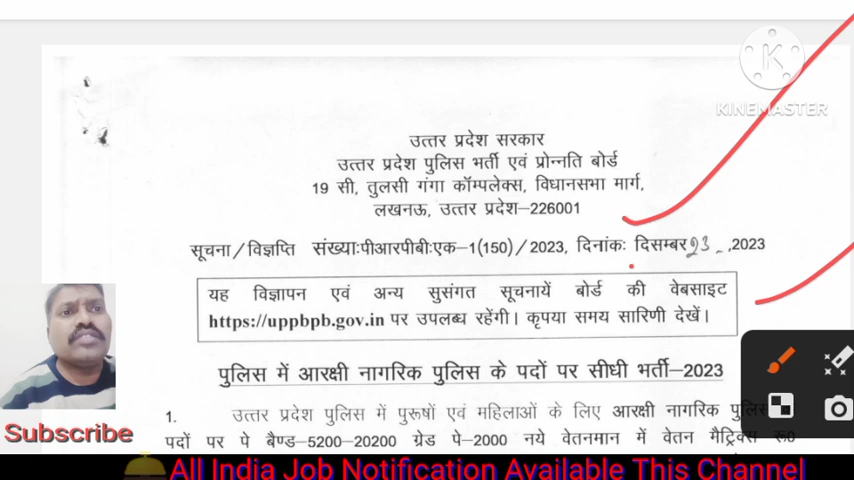 KINEMASTER
उत्तर प्रदेश सरकार
उत्तर प्रदेश पुलिस भर्ती एवं प्रोन्नति बोर्ड
19 सी, तुलसी गंगा कॉम्पलेक्स, विधानसभा मार्ग,
लखनऊ, उत्तर प्रदेश-226001
सूचना/विज्ञप्ति संख्याःपीआरपीबीःएक-1(150)/2023, दिनांकः दिसम्बर 23-,2023
यह विज्ञापन एवं अन्य सुसंगत सूचनायें बोर्ड की वेबसाइट
https://uppbpb.gov.in पर उपलब्ध रहेंगी। कृपया समय सारिणी देखें।
पुलिस में आरक्षी नागरिक पुलिस के पदों पर सीधी भर्ती-2023
1. उत्तर प्रदेश पुलिस में पुरूषों एवं महिलाओं के लिए आरक्षी नागरिक
पदों पर पे बैण्ड-5200-20200 ग्रेड पे-2000 नये वेतनमान में वेतन मैट्रिक्स रू0
Subscribe
All India Job Notification Available This Channel